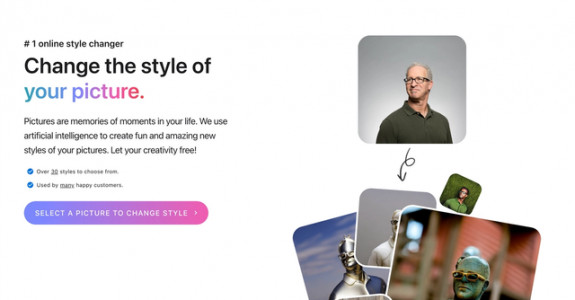 # 1 online style changer
Change the style of
your picture.
Pictures are memories of moments in your life. We use
artificial intelligence to create fun and amazing new
styles of your pictures. Let your creativity free!
Over 30 styles to choose from.
Used by many happy customers.
SELECT A PICTURE TO CHANGE STYLE >